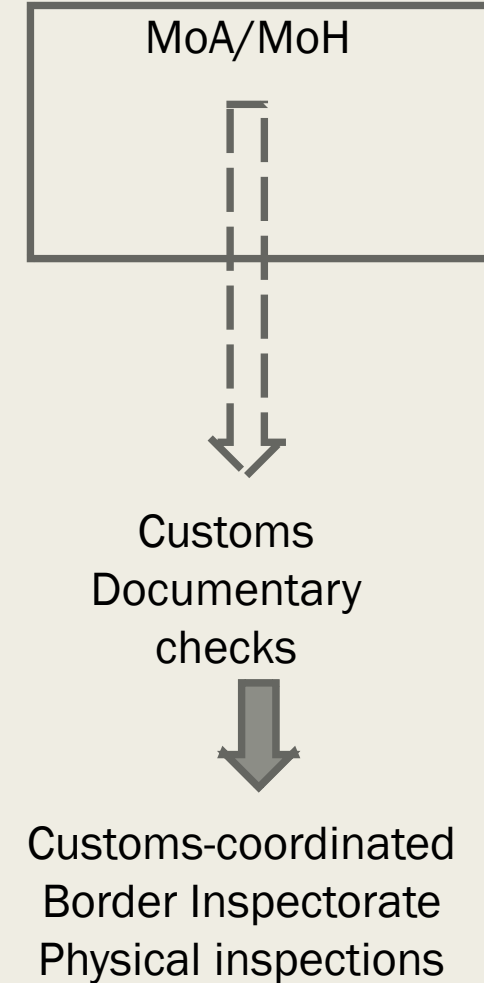 MoA/MoH
Customs
Documentary
checks
Customs-coordinated
Border Inspectorate
Physical inspections